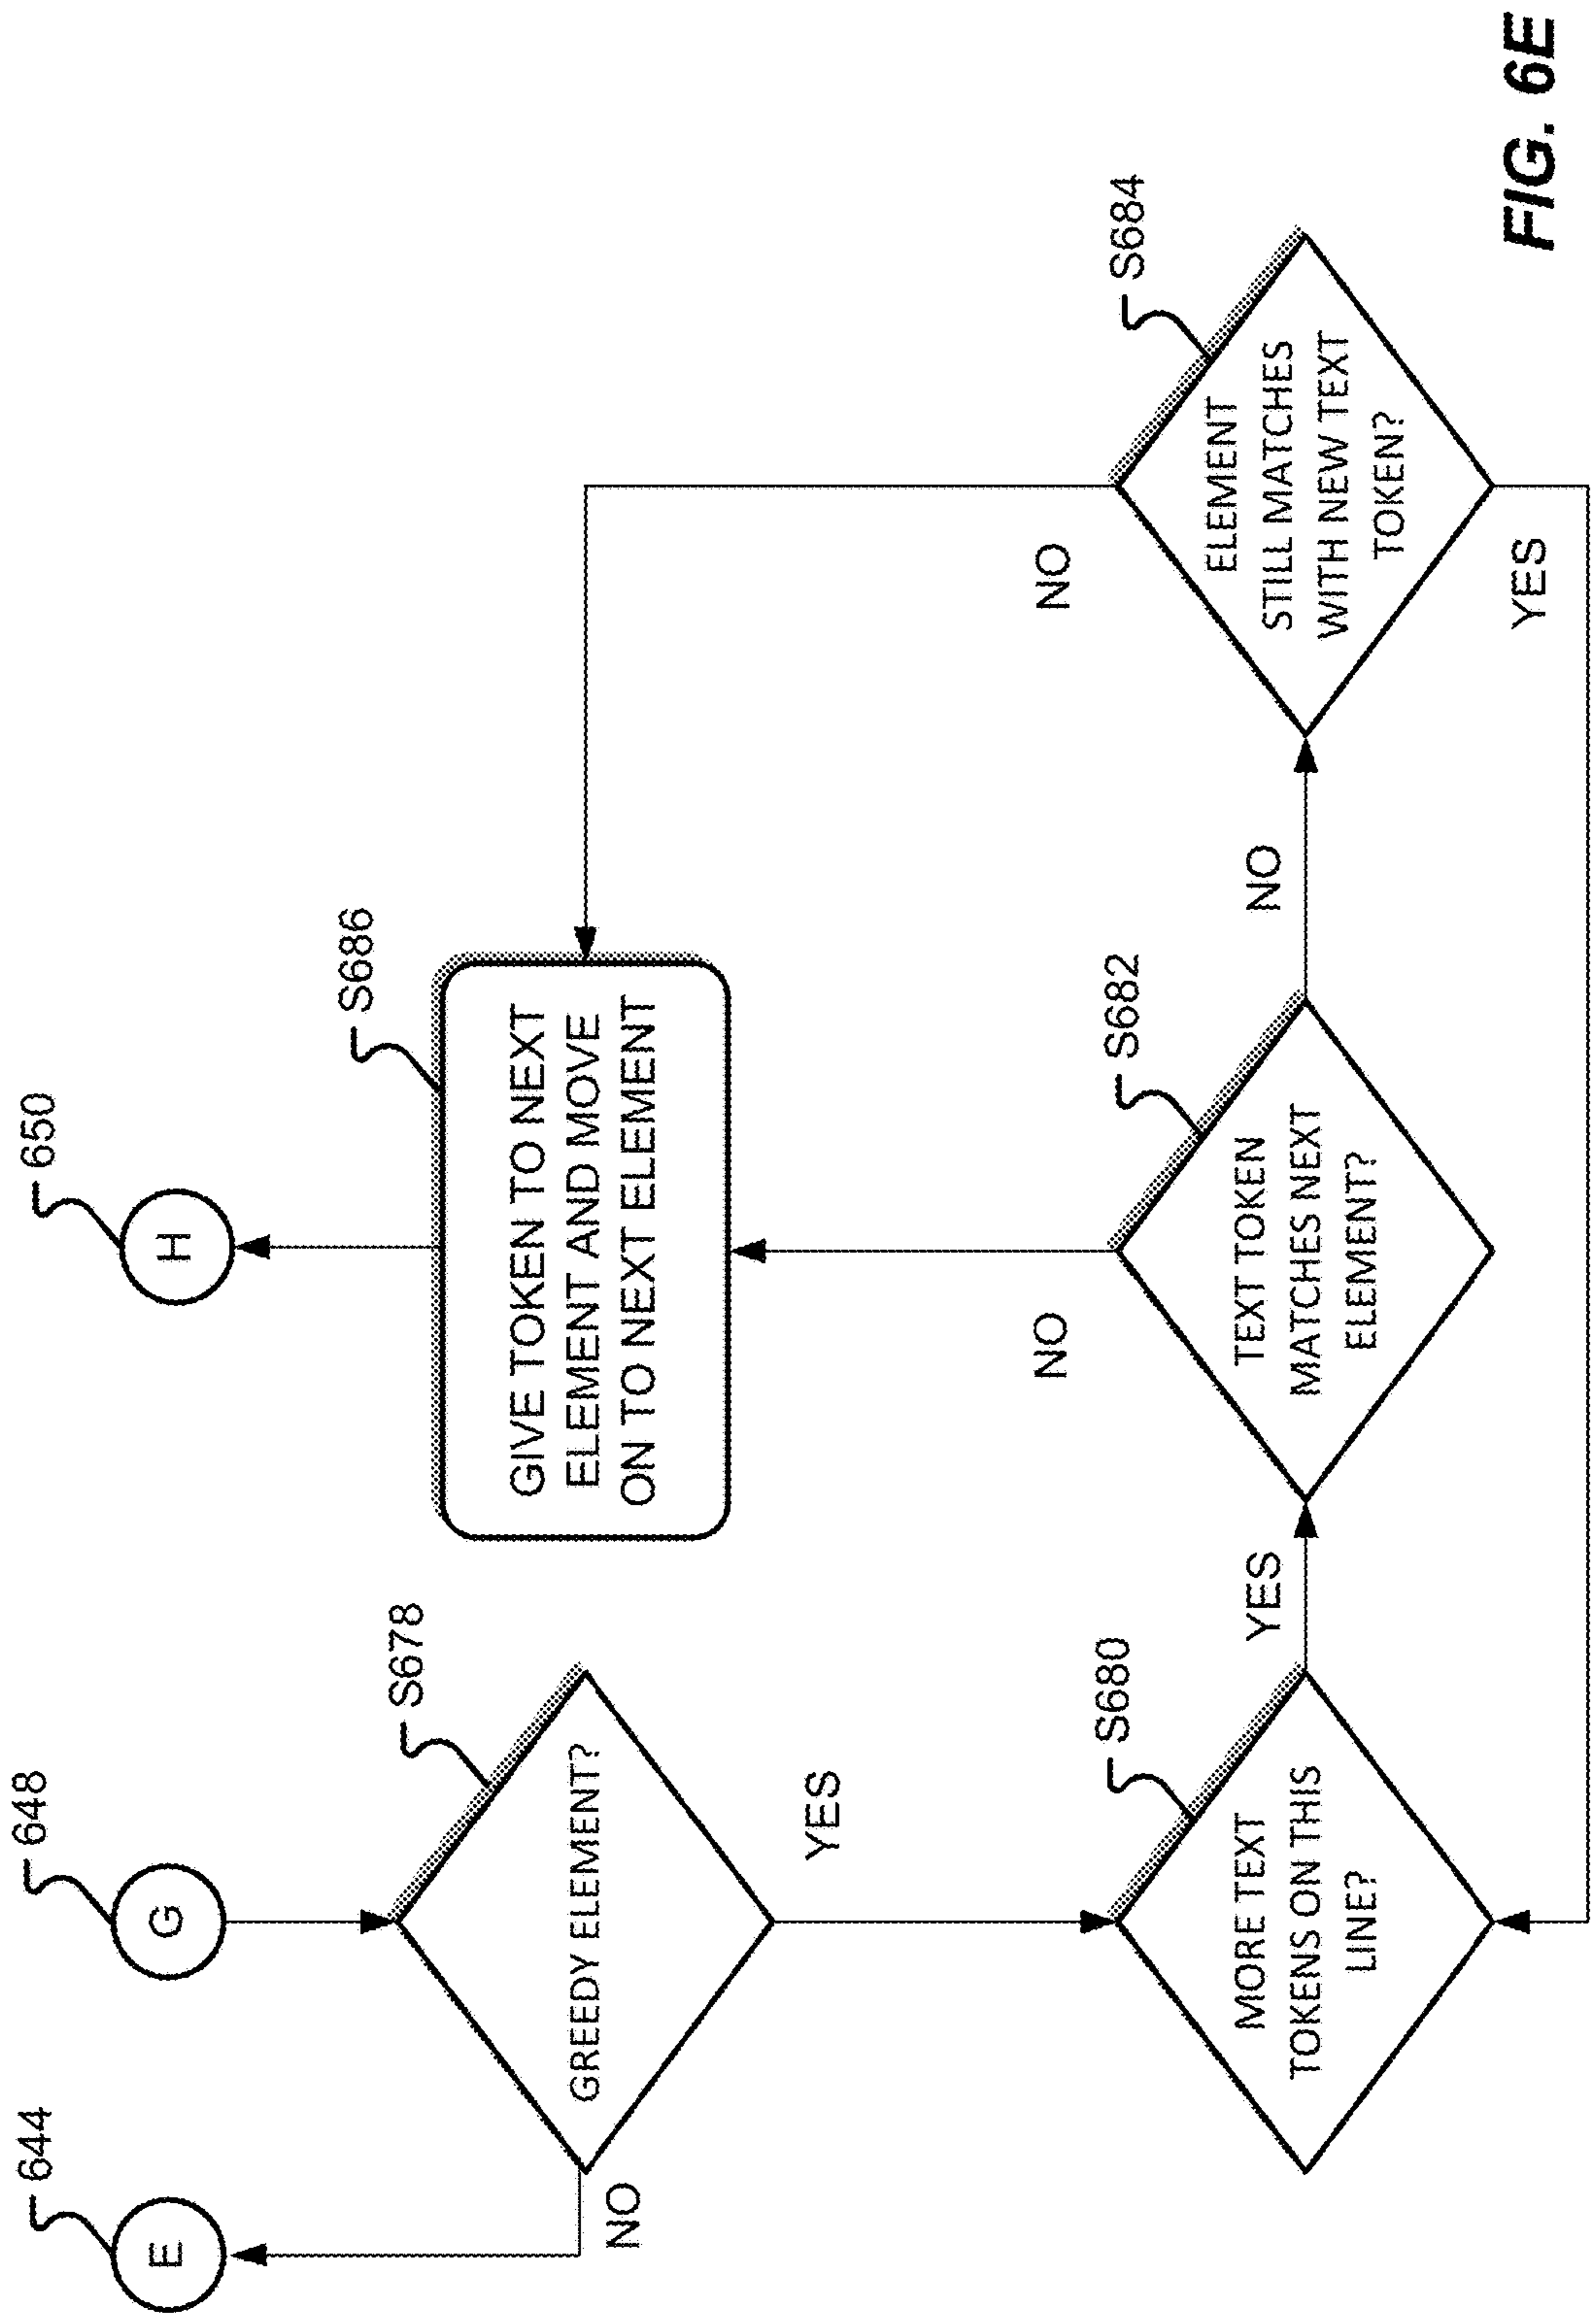 644
E
648
G
650
H
S678
GREEDY ELEMENT?
NO
YES
S686
GIVE TOKEN TO NEXT
ELEMENT AND MOVE
ON TO NEXT ELEMENT
NO
NO
S680
MORE TEXT
TOKENS ON THIS
LINE?
YES
S682
TEXT TOKEN
MATCHES NEXT
ELEMENT?
NO
S684
ELEMENT
STILL MATCHES
WITH NEW TEXT
TOKEN?
YES
FIG. 6E